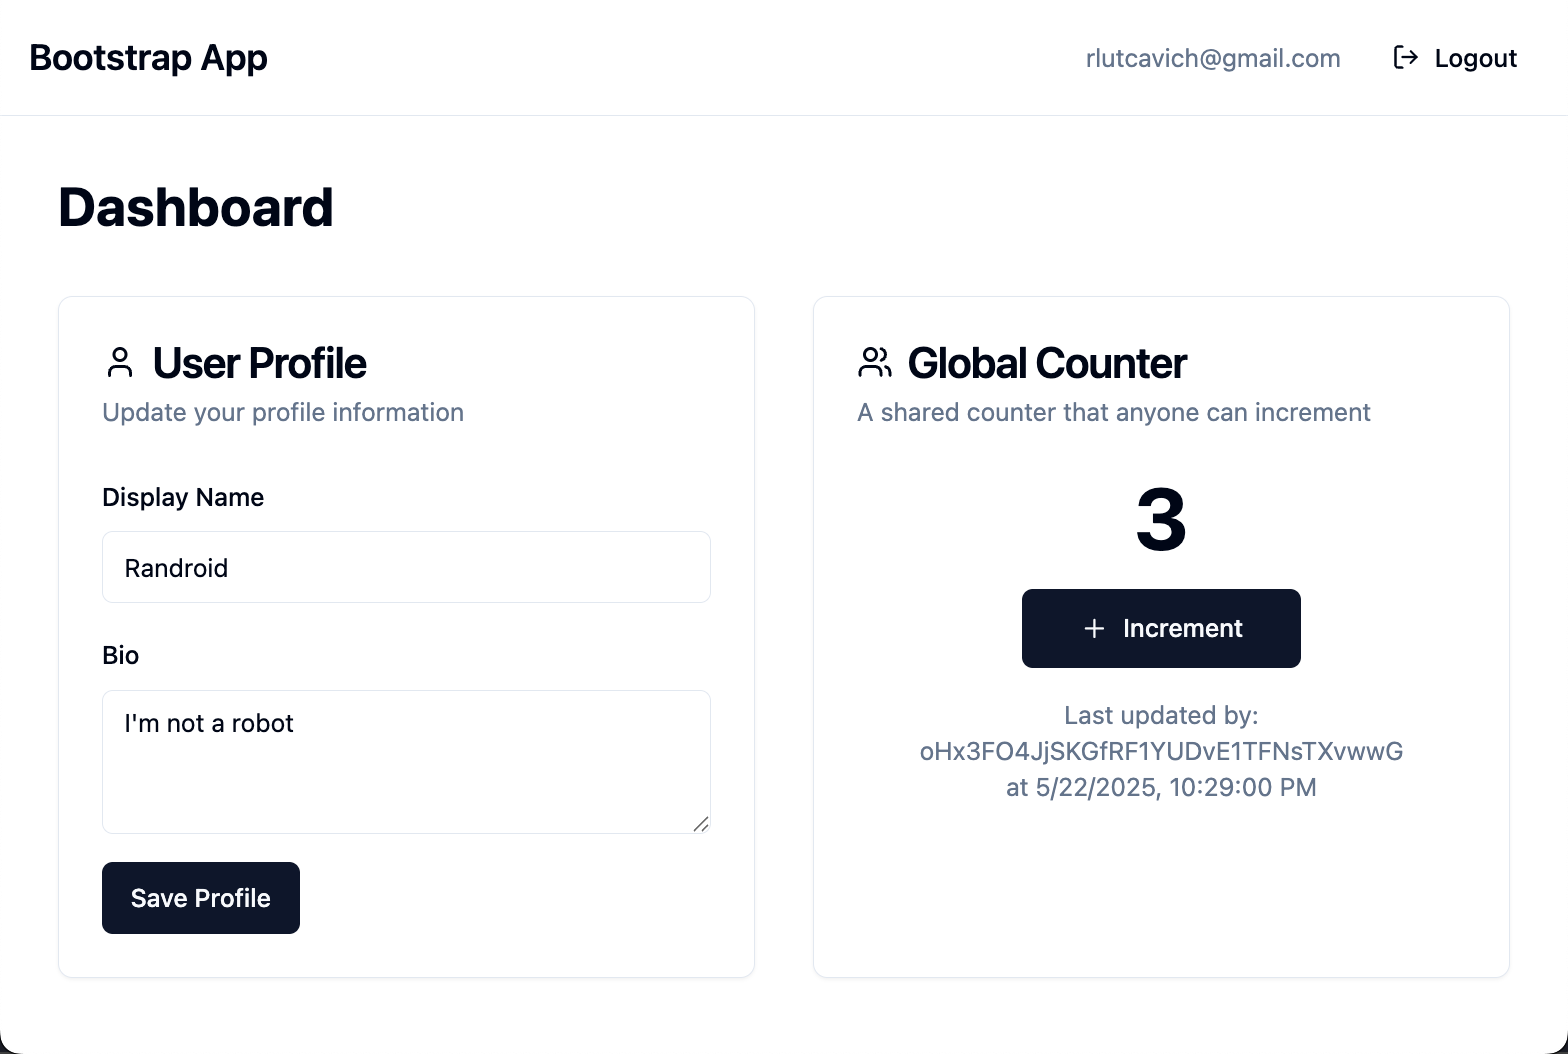 Bootstrap App
rlutcavich@gmail.com
Logout
Dashboard
User Profile
Update your profile information
Display Name
Randroid
Bio
I'm not a robot
Save Profile
Global Counter
A shared counter that anyone can increment
3
Increment
Last updated by:
oHx3FO4JjSKGfRF1YUDvE1TFNsTXvwwG
at 5/22/2025, 10:29:00 PM